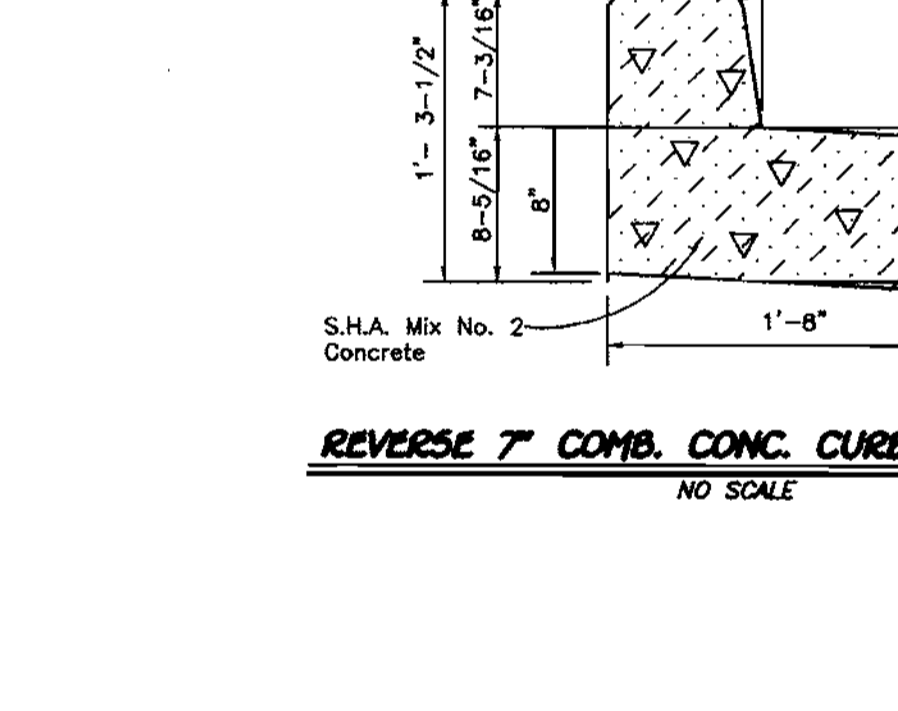 1'- 3-1/2"
7-3/16"
8-5/16"
8"
1'-8"
S.H.A. Mix No. 2
Concrete
REVERSE 7" COMB. CONC.
NO SCALE